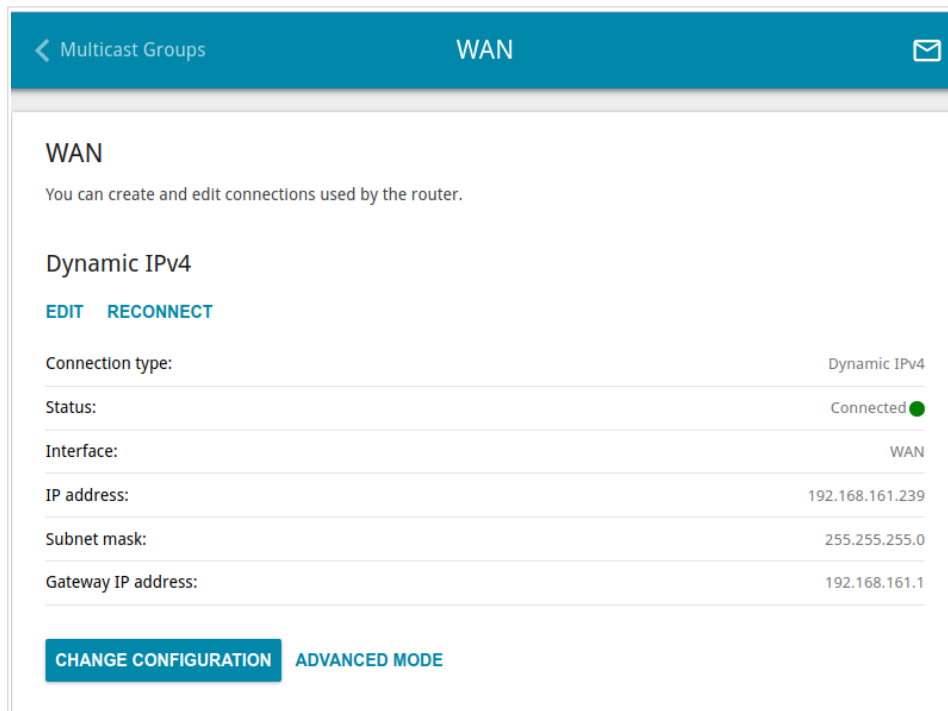 Multicast Groups
WAN
WAN
You can create and edit connections used by the router.
Dynamic IPv4
EDIT RECONNECT
Connection type: Dynamic IPv4
Status: Connected
Interface: WAN
IP address: 192.168.161.239
Subnet mask: 255.255.255.0
Gateway IP address: 192.168.161.1
CHANGE CONFIGURATION ADVANCED MODE